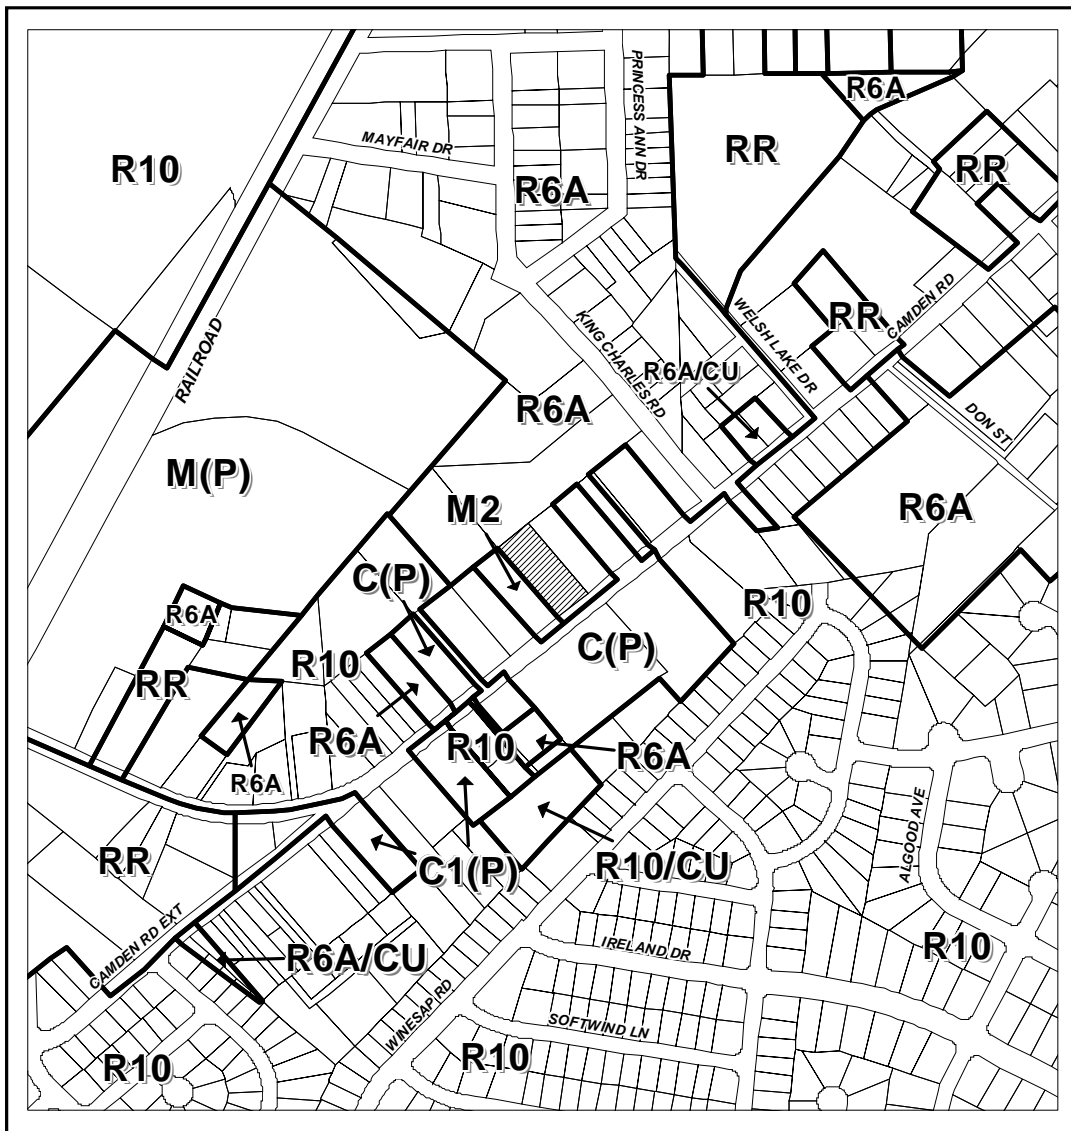 R6A
PRINCESS ANN DR
MAYFAIR DR
RR
R10
RR
R6A
WELSH LAKE DR
CAMDEN RD
RR
KING CHARLES RD
RAILROAD
R6A/CU
R6A
DON ST
M(P)
M2
R6A
C(P)
R6A
R10
C(P)
R10
RR
R6A
R10
R6A
R6A
ALGOOD AVE
RR
C1(P)
R10/CU
CAMDEN RD EXT
R6A/CU
IRELAND DR
R10
WINESAP RD
SOFTWIND LN
R10
R10